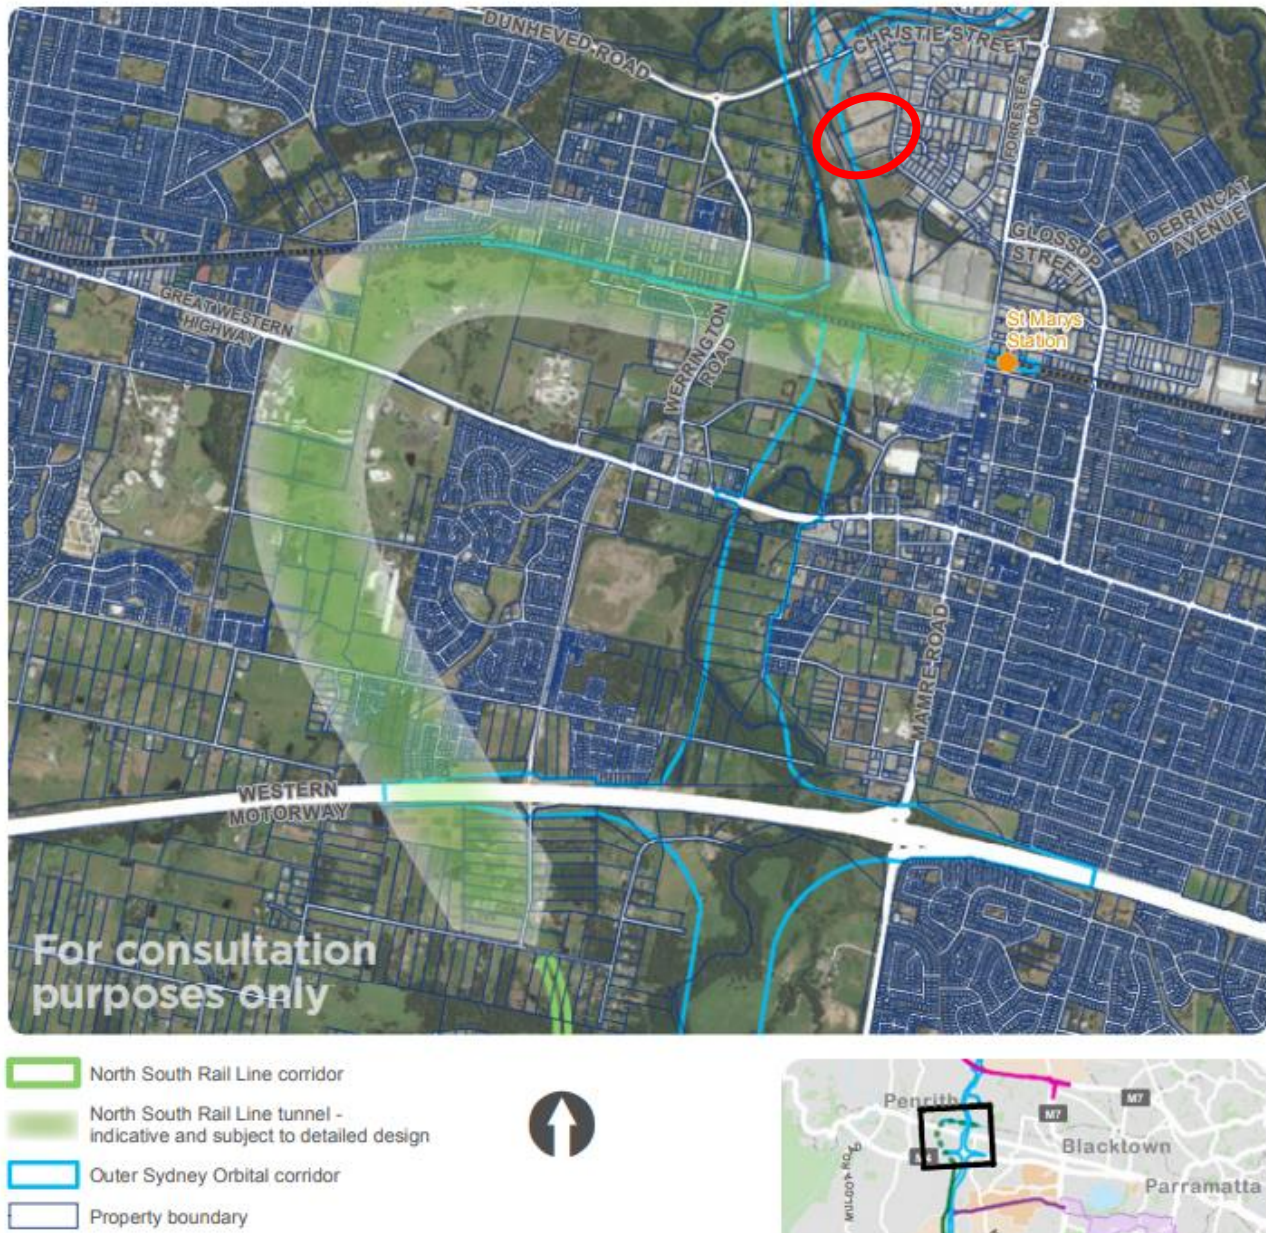 DUNHEVED ROAD
CHRISTIE STREET
FORRESTER
ROAD
DEBRINCAT
AVENUE
GLOSSOP
STREET
GREAT WESTERN
HIGHWAY
WERRINGTON
ROAD
St Marys
Station
MAMRE ROAD
WESTERN
MOTORWAY
For consultation
purposes only
North South Rail Line corridor
North South Rail Line tunnel -
indicative and subject to detailed design
Outer Sydney Orbital corridor
Property boundary
Penrith
M7
M7
Blacktown
Parramatta